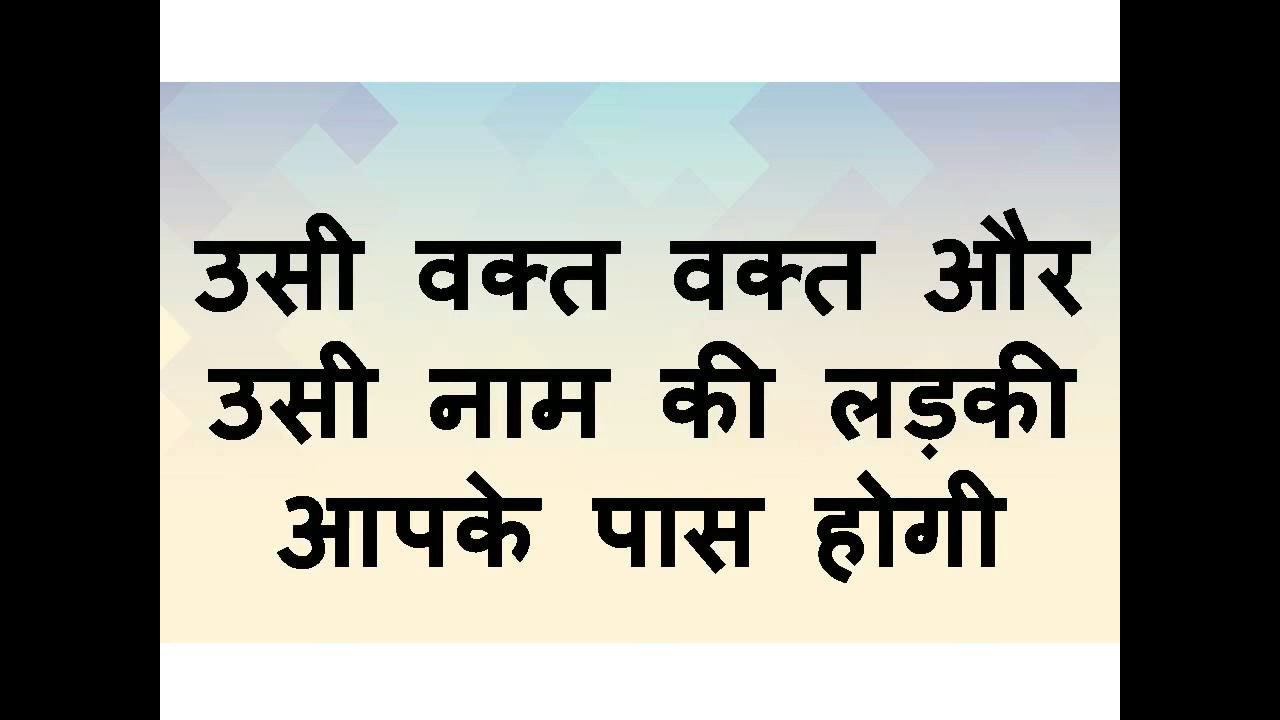 उसी वक्त वक्त और
उसी नाम की लड़की
आपके पास होगी